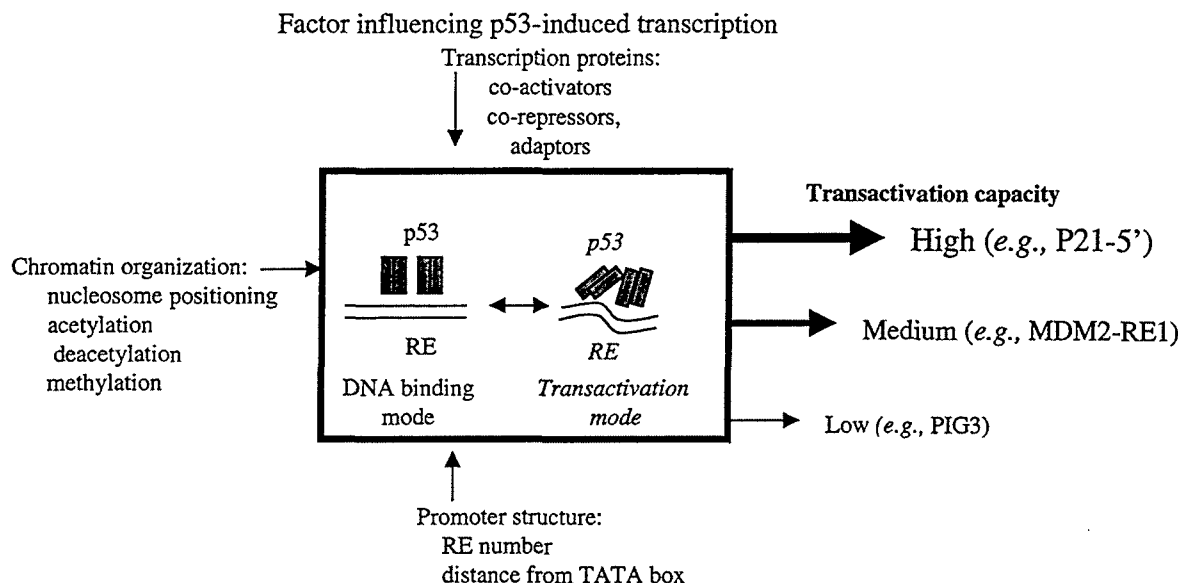 Factor influencing p53-induced transcription
Transcription proteins:
co-activators
co-repressors,
adaptors
Transactivation capacity
High (e.g., P21-5’)
Medium (e.g., MDM2-RE1)
Low (e.g., PIG3)
Chromatin organization:
nucleosome positioning
acetylation
deacetylation
methylation
p53
RE
DNA binding
mode
p53
RE
Transactivation
mode
Promoter structure:
RE number
distance from TATA box